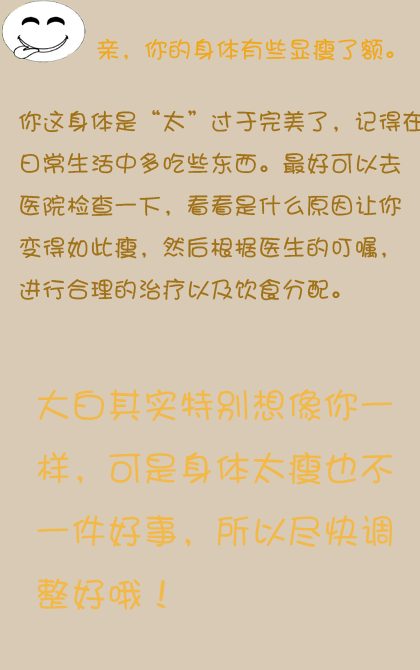 亲，你的身体有些显瘦了额。
你这身体是“太”过于完美了，记得在
日常生活中多吃些东西。最好可以去
医院检查一下，看看是什么原因让你
变得如此瘦，然后根据医生的叮嘱，
进行合理的治疗以及饮食分配。
大白其实特别想像你一
样，可是身体太瘦也不
一件好事，所以尽快调
整好哦！